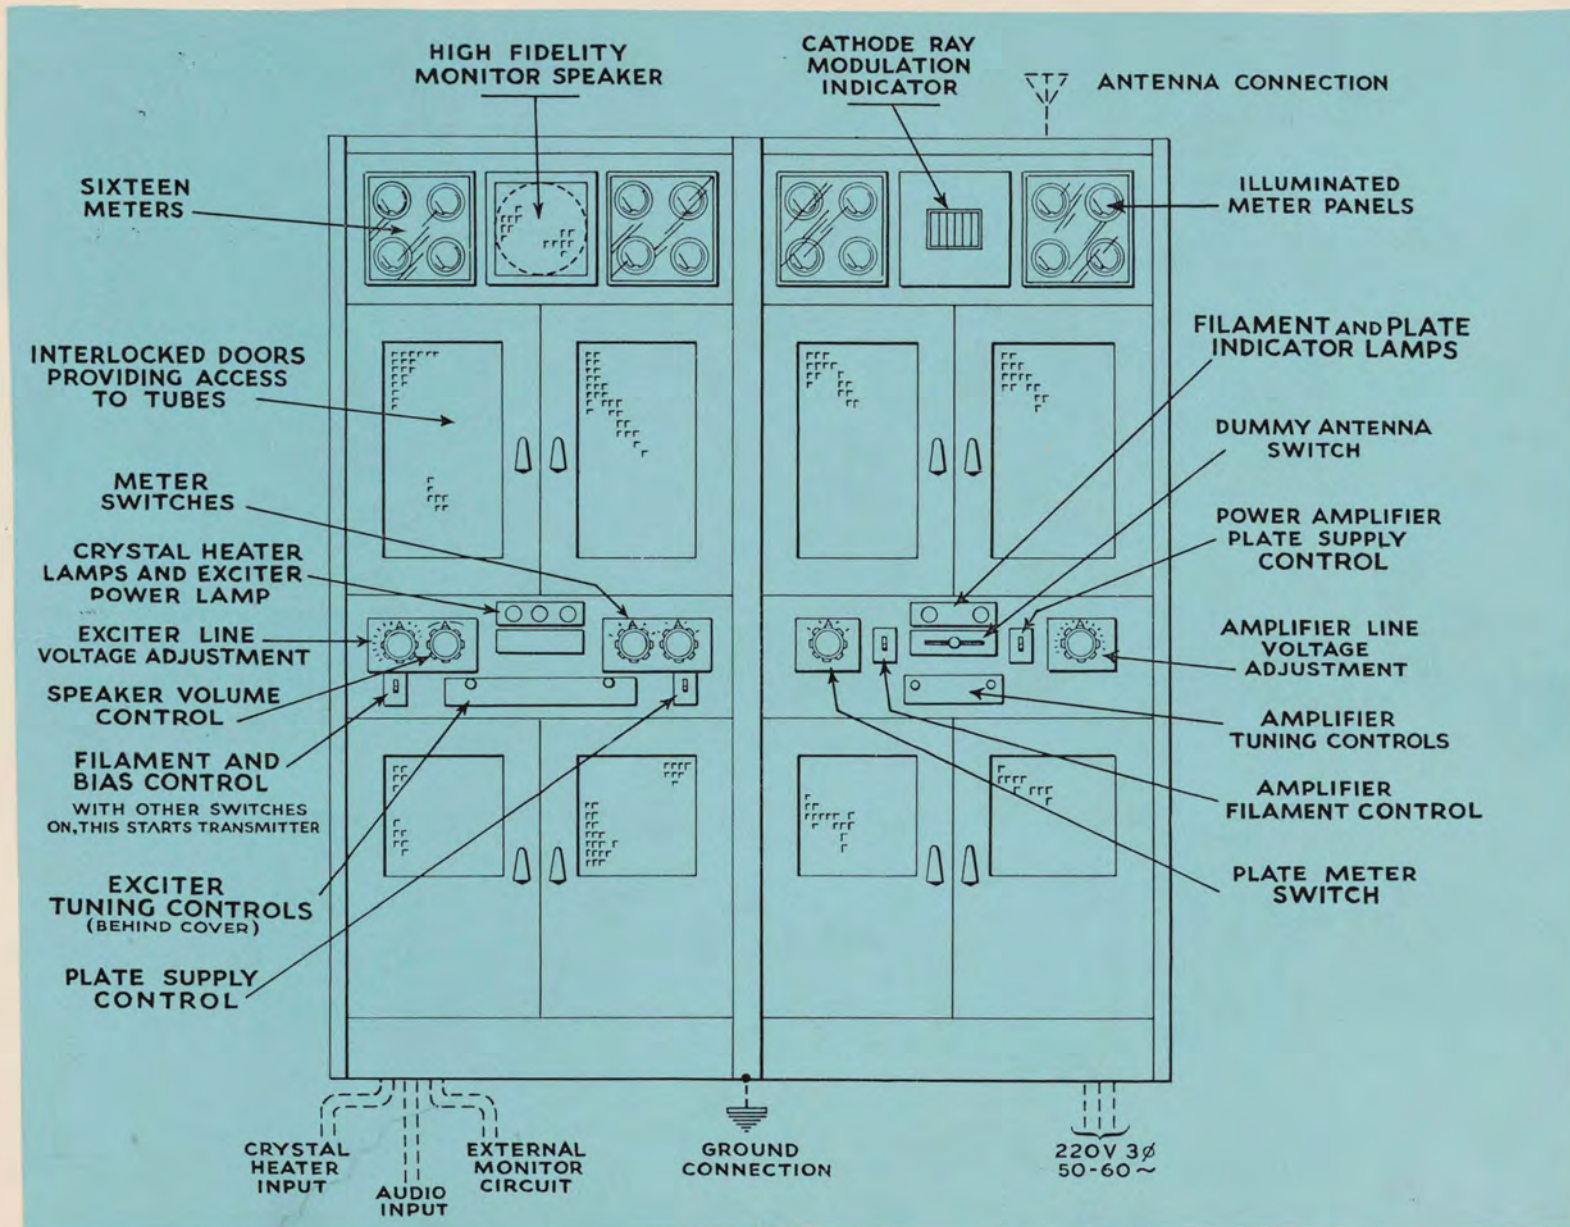 HIGH FIDELITY
MONITOR SPEAKER
CATHODE RAY
MODULATION
INDICATOR
ANTENNA CONNECTION
SIXTEEN
METERS
ILLUMINATED
METER PANELS
INTERLOCKED DOORS
PROVIDING ACCESS
TO TUBES
FILAMENT AND PLATE
INDICATOR LAMPS
DUMMY ANTENNA
SWITCH
METER
SWITCHES
POWER AMPLIFIER
PLATE SUPPLY
CONTROL
CRYSTAL HEATER
LAMPS AND EXCITER
POWER LAMP
EXCITER LINE
VOLTAGE ADJUSTMENT
AMPLIFIER LINE
VOLTAGE
ADJUSTMENT
SPEAKER VOLUME
CONTROL
AMPLIFIER
TUNING CONTROLS
FILAMENT AND
BIAS CONTROL
WITH OTHER SWITCHES
ON, THIS STARTS TRANSMITTER
AMPLIFIER
FILAMENT CONTROL
EXCITER
TUNING CONTROLS
(BEHIND COVER)
PLATE METER
SWITCH
PLATE SUPPLY
CONTROL
CRYSTAL
HEATER
INPUT
AUDIO
INPUT
EXTERNAL
MONITOR
CIRCUIT
GROUND
CONNECTION
220V 3ø
50-60~